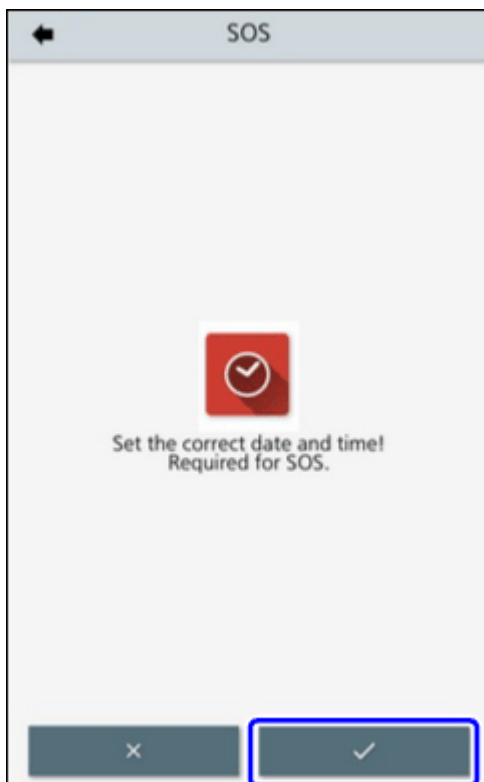 SOS
Set the correct date and time!
Required for SOS.